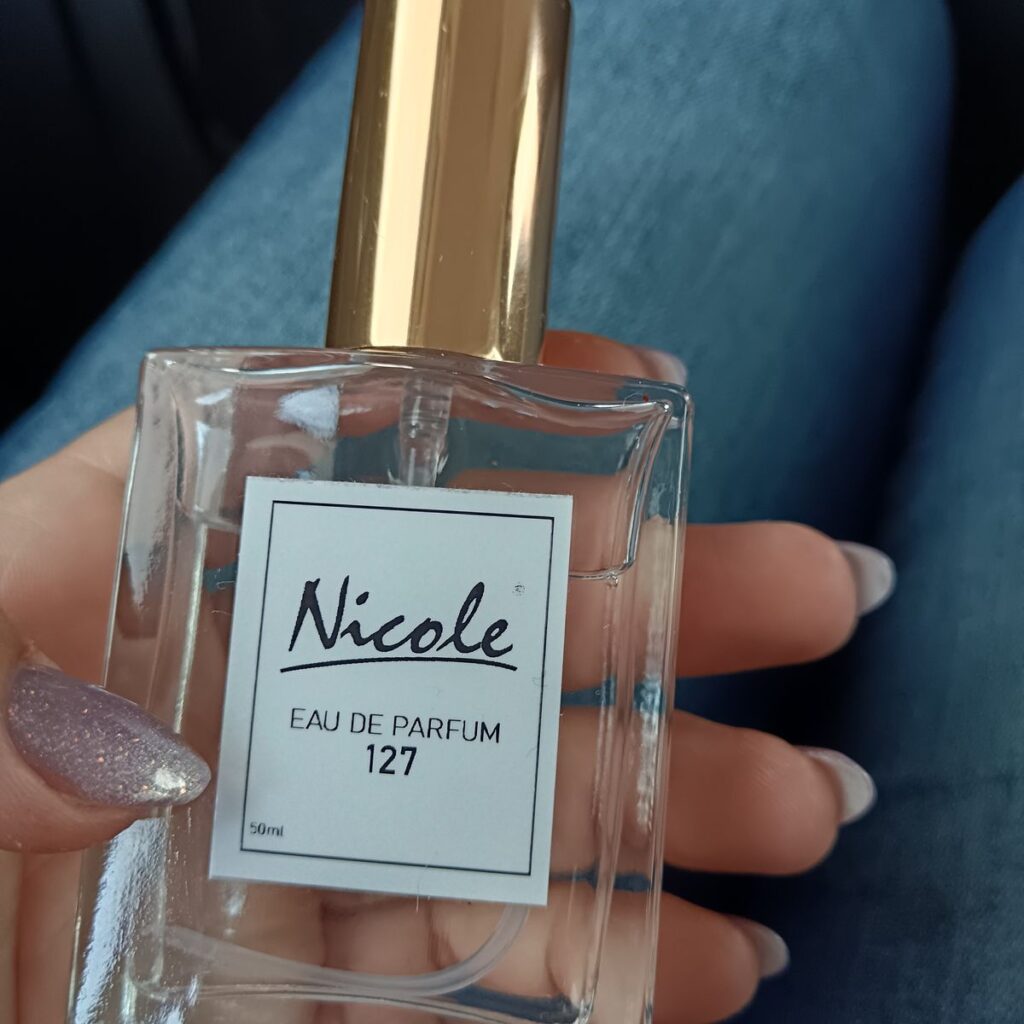 Nicole®
EAU DE PARFUM
127
50ml